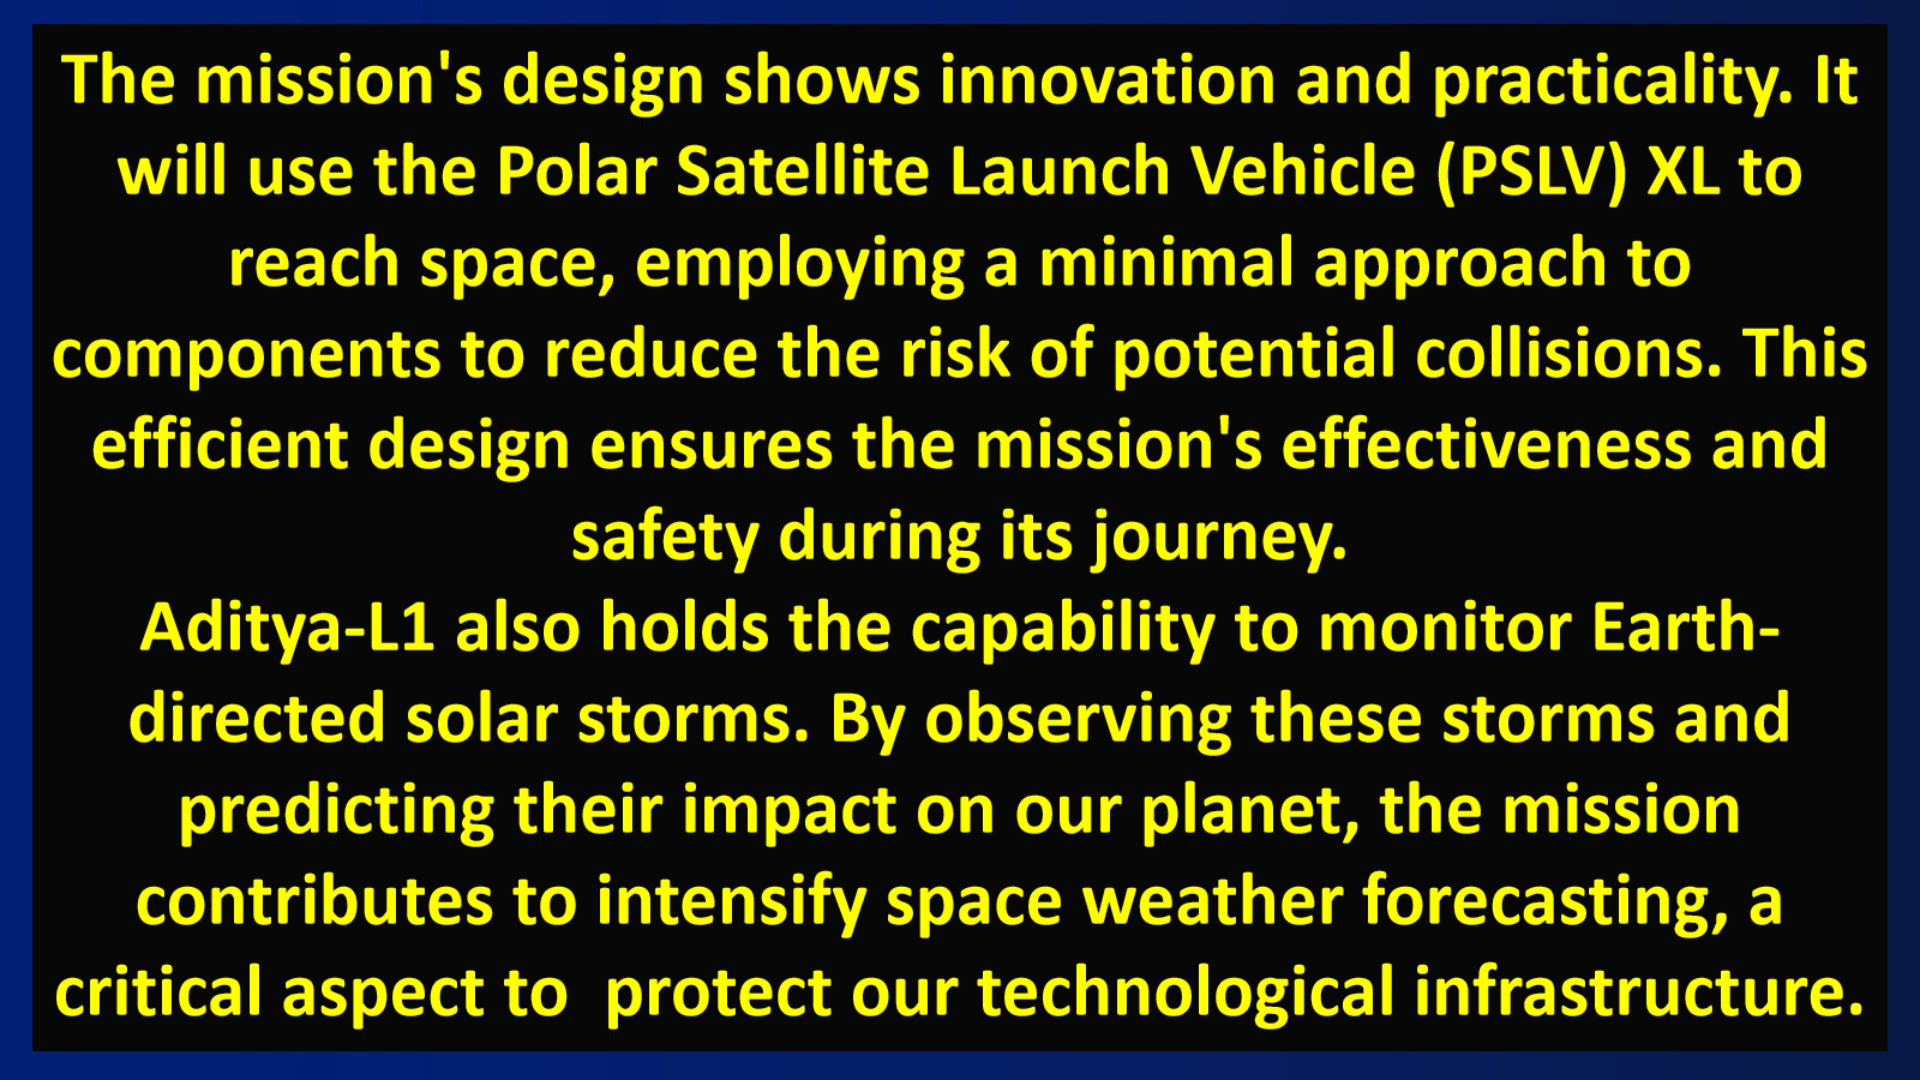 The mission's design shows innovation and practicality. It
will use the Polar Satellite Launch Vehicle (PSLV) XL to
reach space, employing a minimal approach to
components to reduce the risk of potential collisions. This
efficient design ensures the mission's effectiveness and
safety during its journey.
Aditya-L1 also holds the capability to monitor Earth-
directed solar storms. By observing these storms and
predicting their impact on our planet, the mission
contributes to intensify space weather forecasting, a
critical aspect to  protect our technological infrastructure.